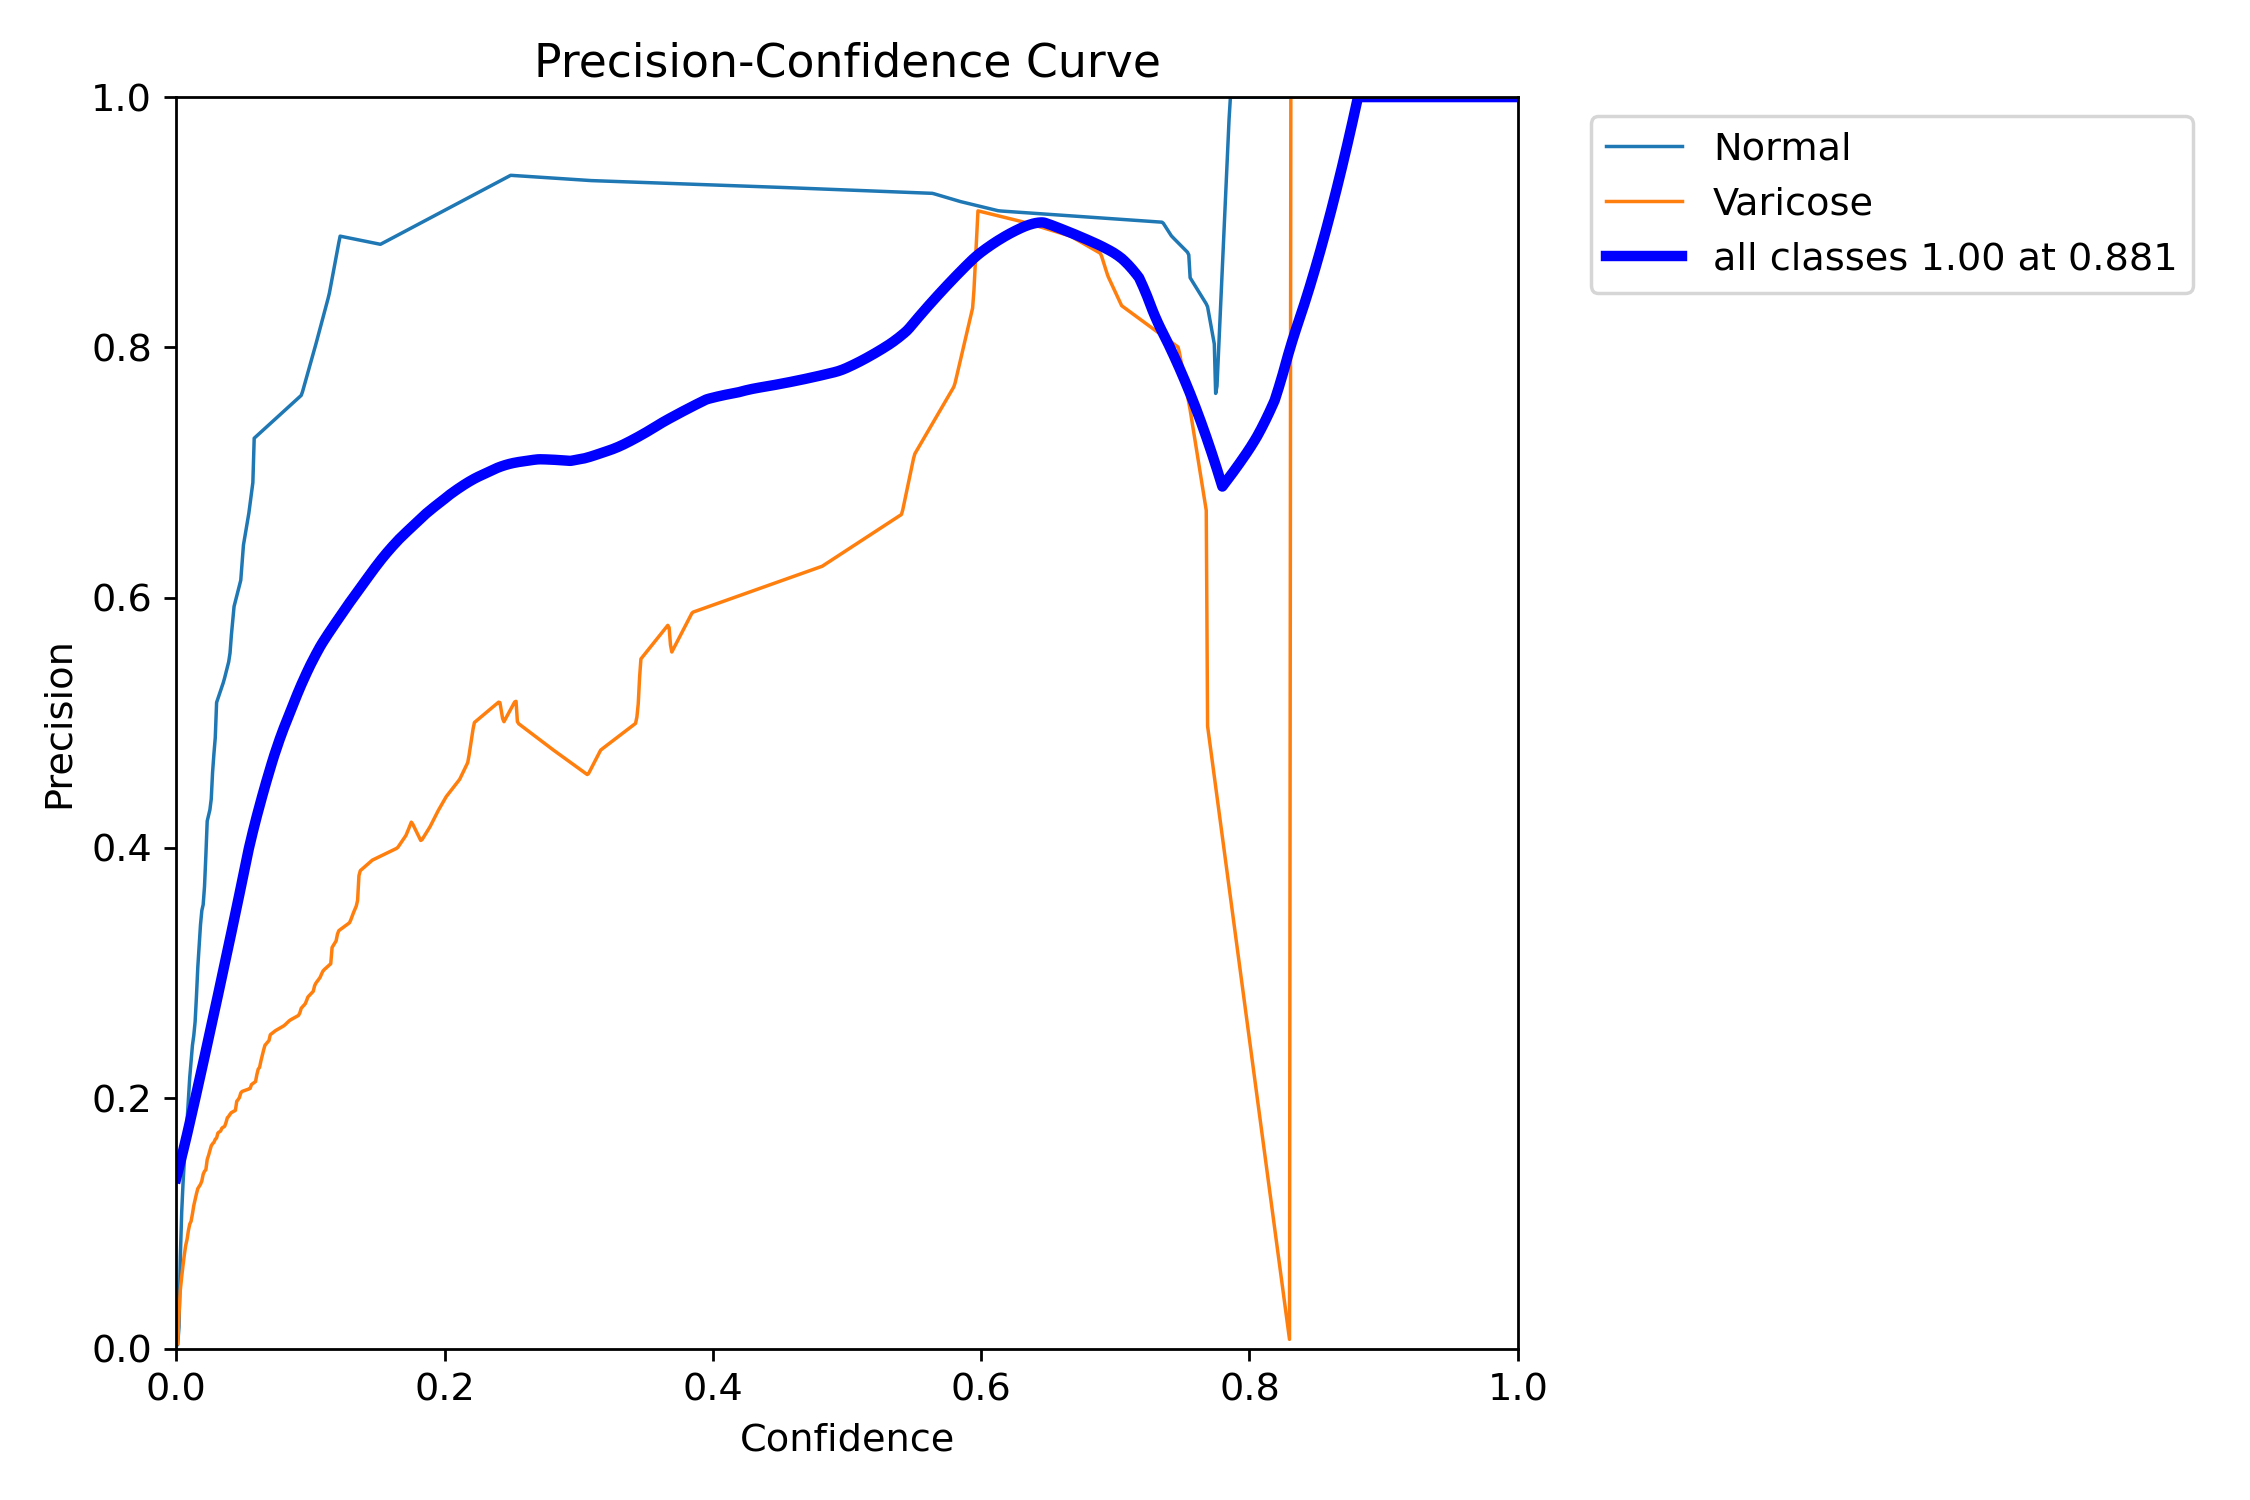 Precision-Confidence Curve
1.0
0.8
0.6
0.4
0.2
0.0
Precision
0.0 0.2 0.4 0.6 0.8 1.0
Confidence
Normal
Varicose
all classes 1.00 at 0.881